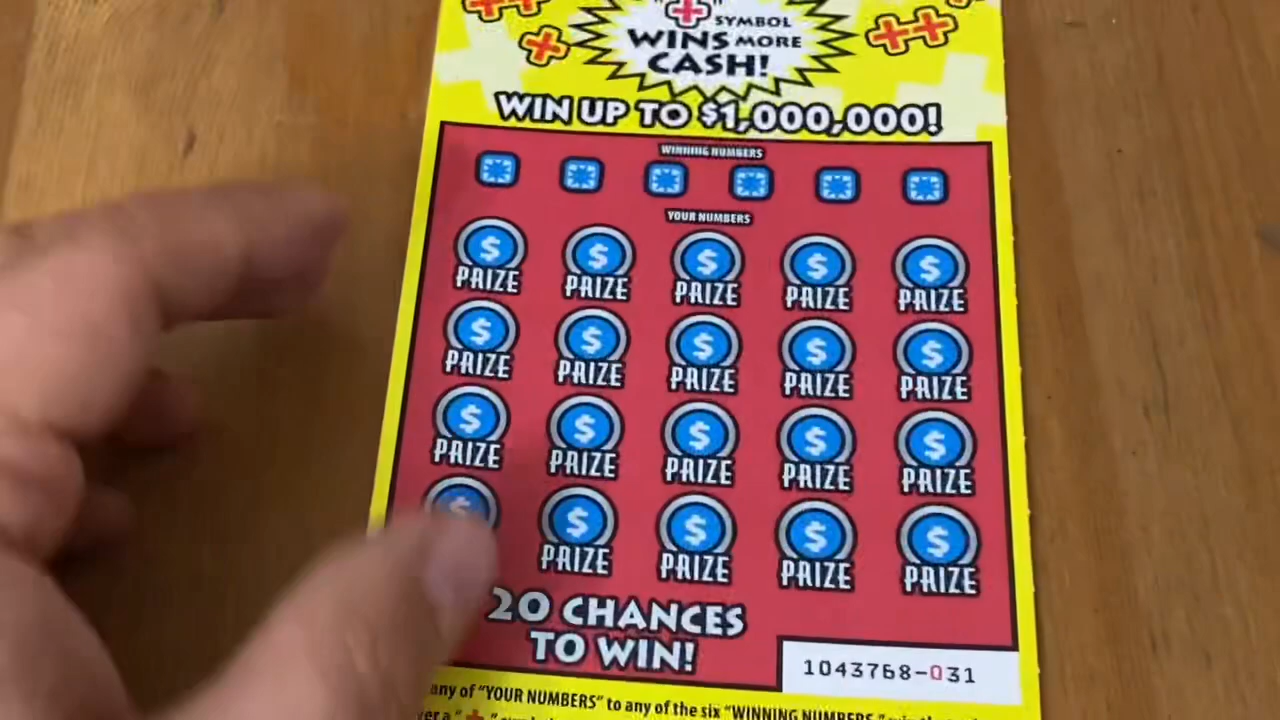 "+" SYMBOL
WINS MORE
CASH!
WIN UP TO $1,000,000!
WINNING NUMBERS
YOUR NUMBERS
$ $ $ $ $
PRIZE PRIZE PRIZE PRIZE PRIZE
$ $ $ $ $
PRIZE PRIZE PRIZE PRIZE PRIZE
$ $ $ $ $
PRIZE PRIZE PRIZE PRIZE PRIZE
$ $ $ $ $
PRIZE PRIZE PRIZE PRIZE
20 CHANCES
TO WIN!
1043768-031
any of "YOUR NUMBERS" to any of the six "WINNING NUMBERS,"